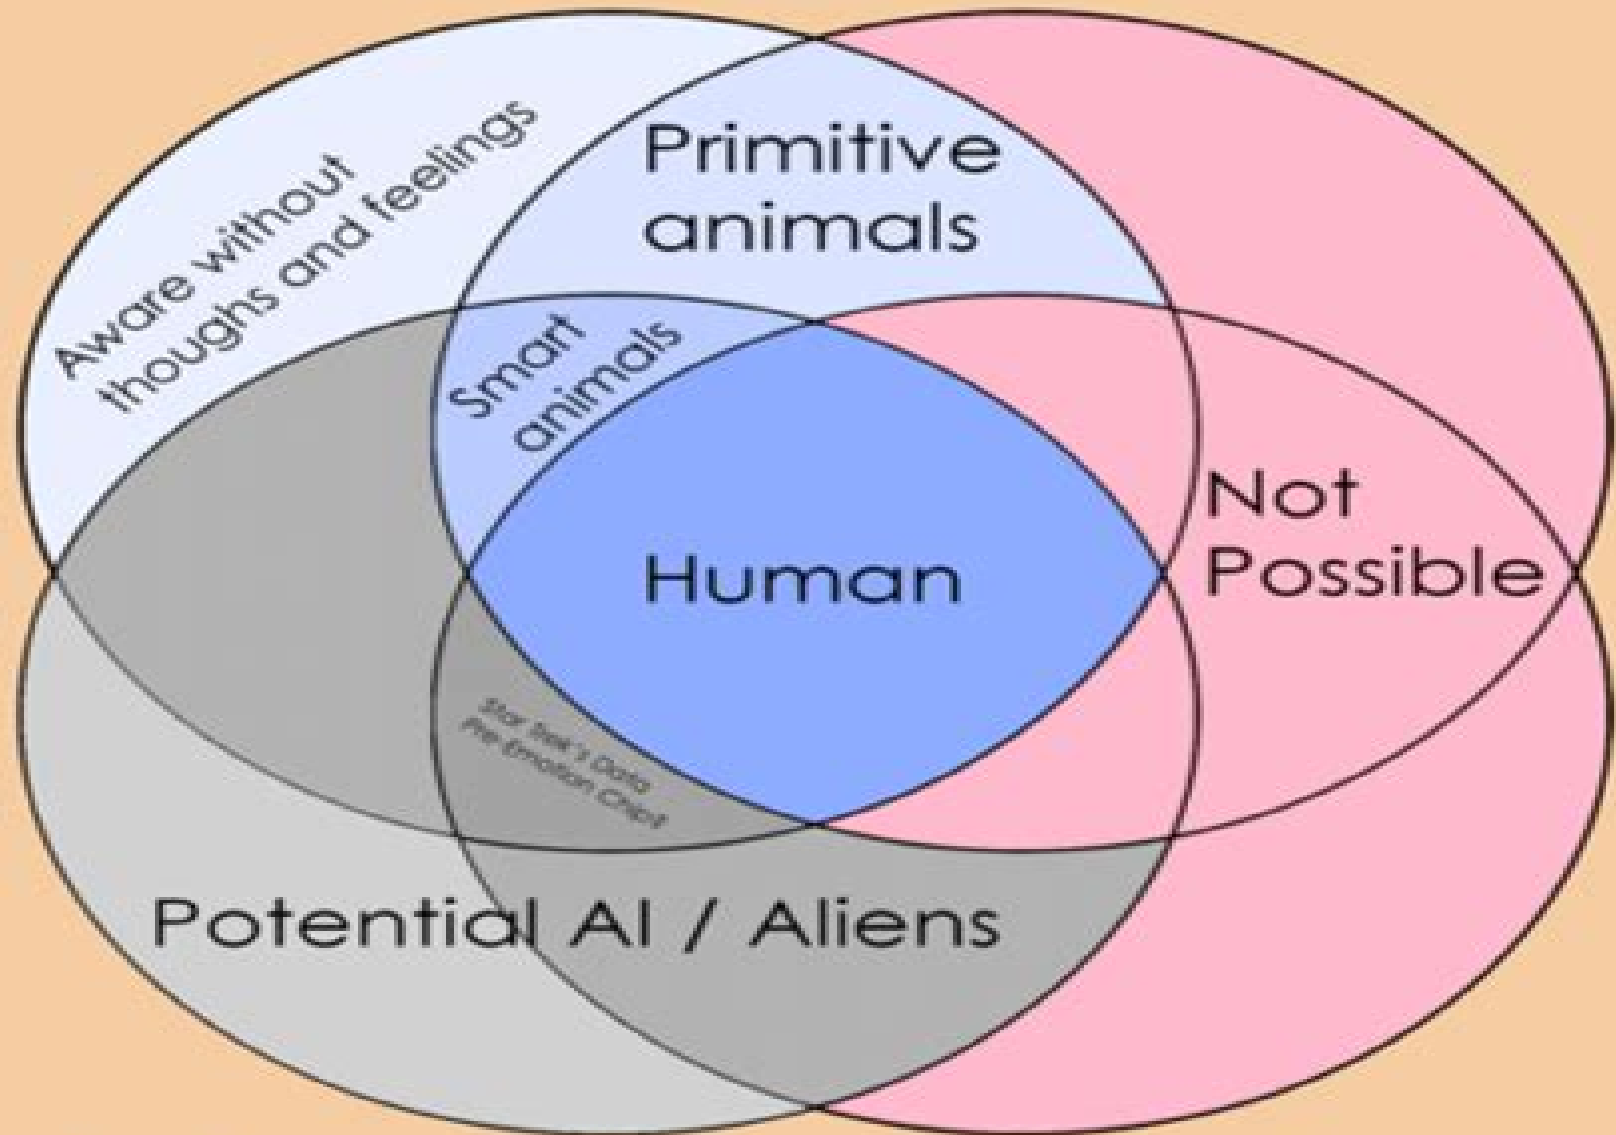 Aware without
thoughs and feelings
Primitive
animals
Smart
animals
Not
Possible
Human
Star Trek's Data
Pre-Emotion Chip?
Potential AI / Aliens